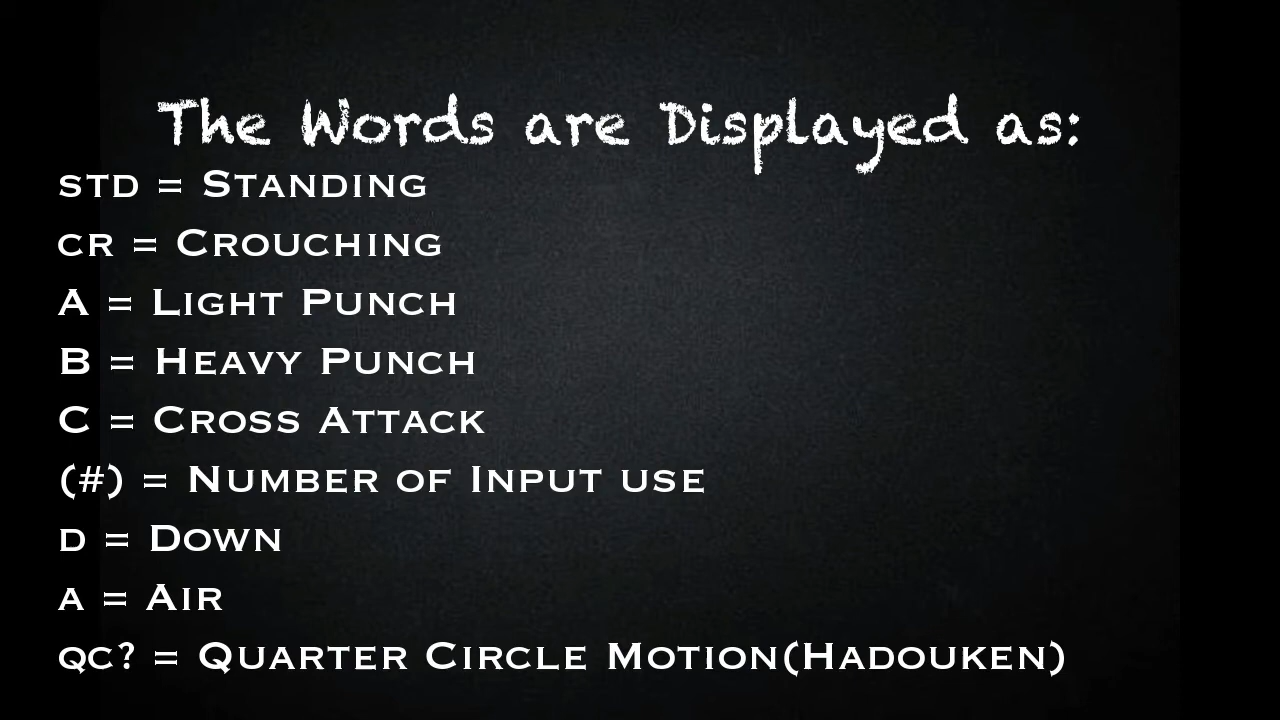 The Words are Displayed as:
std = Standing
cr = Crouching
A = Light Punch
B = Heavy Punch
C = Cross Attack
(#) = Number of Input use
d = Down
a = Air
qc? = Quarter Circle Motion(Hadouken)